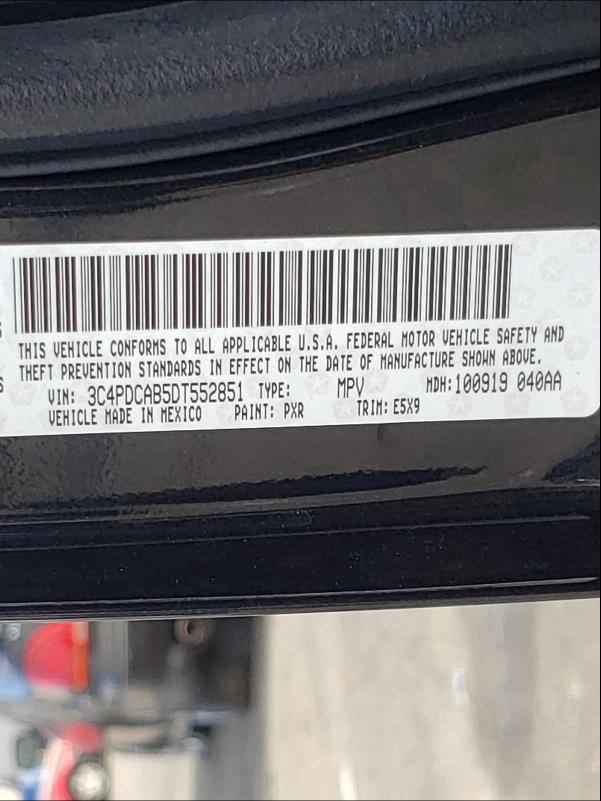 S
THIS VEHICLE CONFORMS TO ALL APPLICABLE U.S.A. FEDERAL MOTOR VEHICLE SAFETY AND
THEFT PREVENTION STANDARDS IN EFFECT ON THE DATE OF MANUFACTURE SHOWN ABOVE.
S
VIN: 3C4PDCAB5DT552851 TYPE: MPV MDH:100919 040AA
VEHICLE MADE IN MEXICO PAINT: PXR TRIM: E5X9